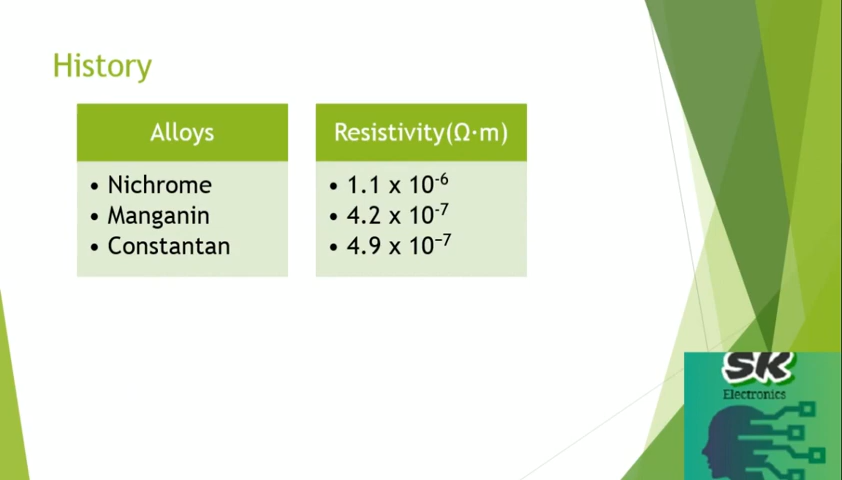 History
Alloys
• Nichrome
• Manganin
• Constantan
Resistivity(Ω·m)
• 1.1 x 10⁻⁶
• 4.2 x 10⁻⁷
• 4.9 x 10⁻⁷
SK
Electronics